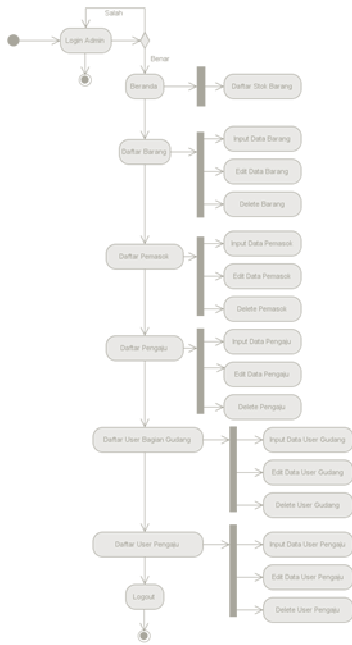 Salah
Login Admin
Benar
Beranda
Daftar Stok Barang
Daftar Barang
Input Data Barang
Edit Data Barang
Delete Barang
Daftar Pemasok
Input Data Pemasok
Edit Data Pemasok
Delete Pemasok
Daftar Pengaju
Input Data Pengaju
Edit Data Pengaju
Delete Pengaju
Daftar User Bagian Gudang
Input Data User Gudang
Edit Data User Gudang
Delete User Gudang
Daftar User Pengaju
Input Data User Pengaju
Edit Data User Pengaju
Delete User Pengaju
Logout